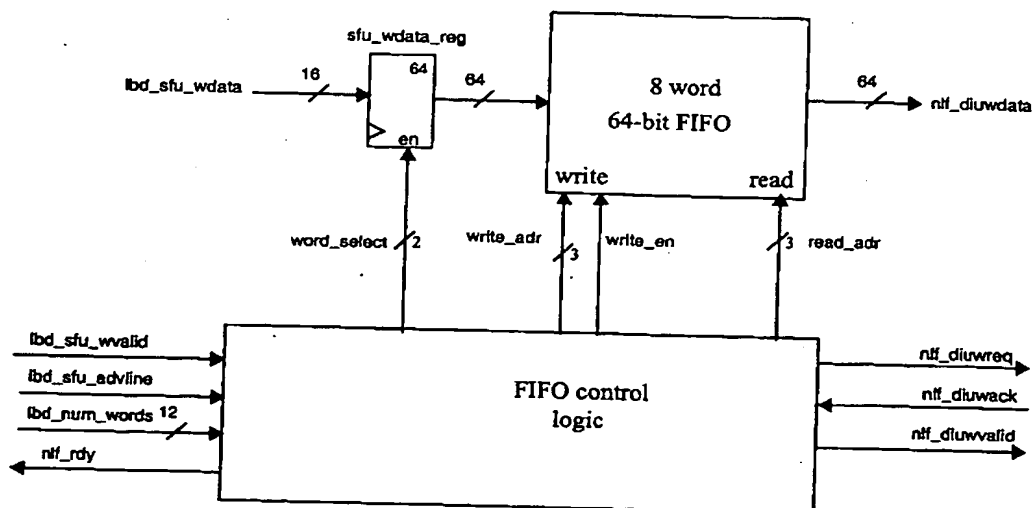 sfu_wdata_reg
lbd_sfu_wdata
16
64
en
64
8 word
64-bit FIFO
write
read
64
nlf_diuwdata
word_select
2
write_adr
3
write_en
3
read_adr
lbd_sfu_wvalid
lbd_sfu_advline
lbd_num_words
12
nlf_rdy
FIFO control
logic
nlf_diuwreq
nlf_diuwack
nlf_diuwvalid